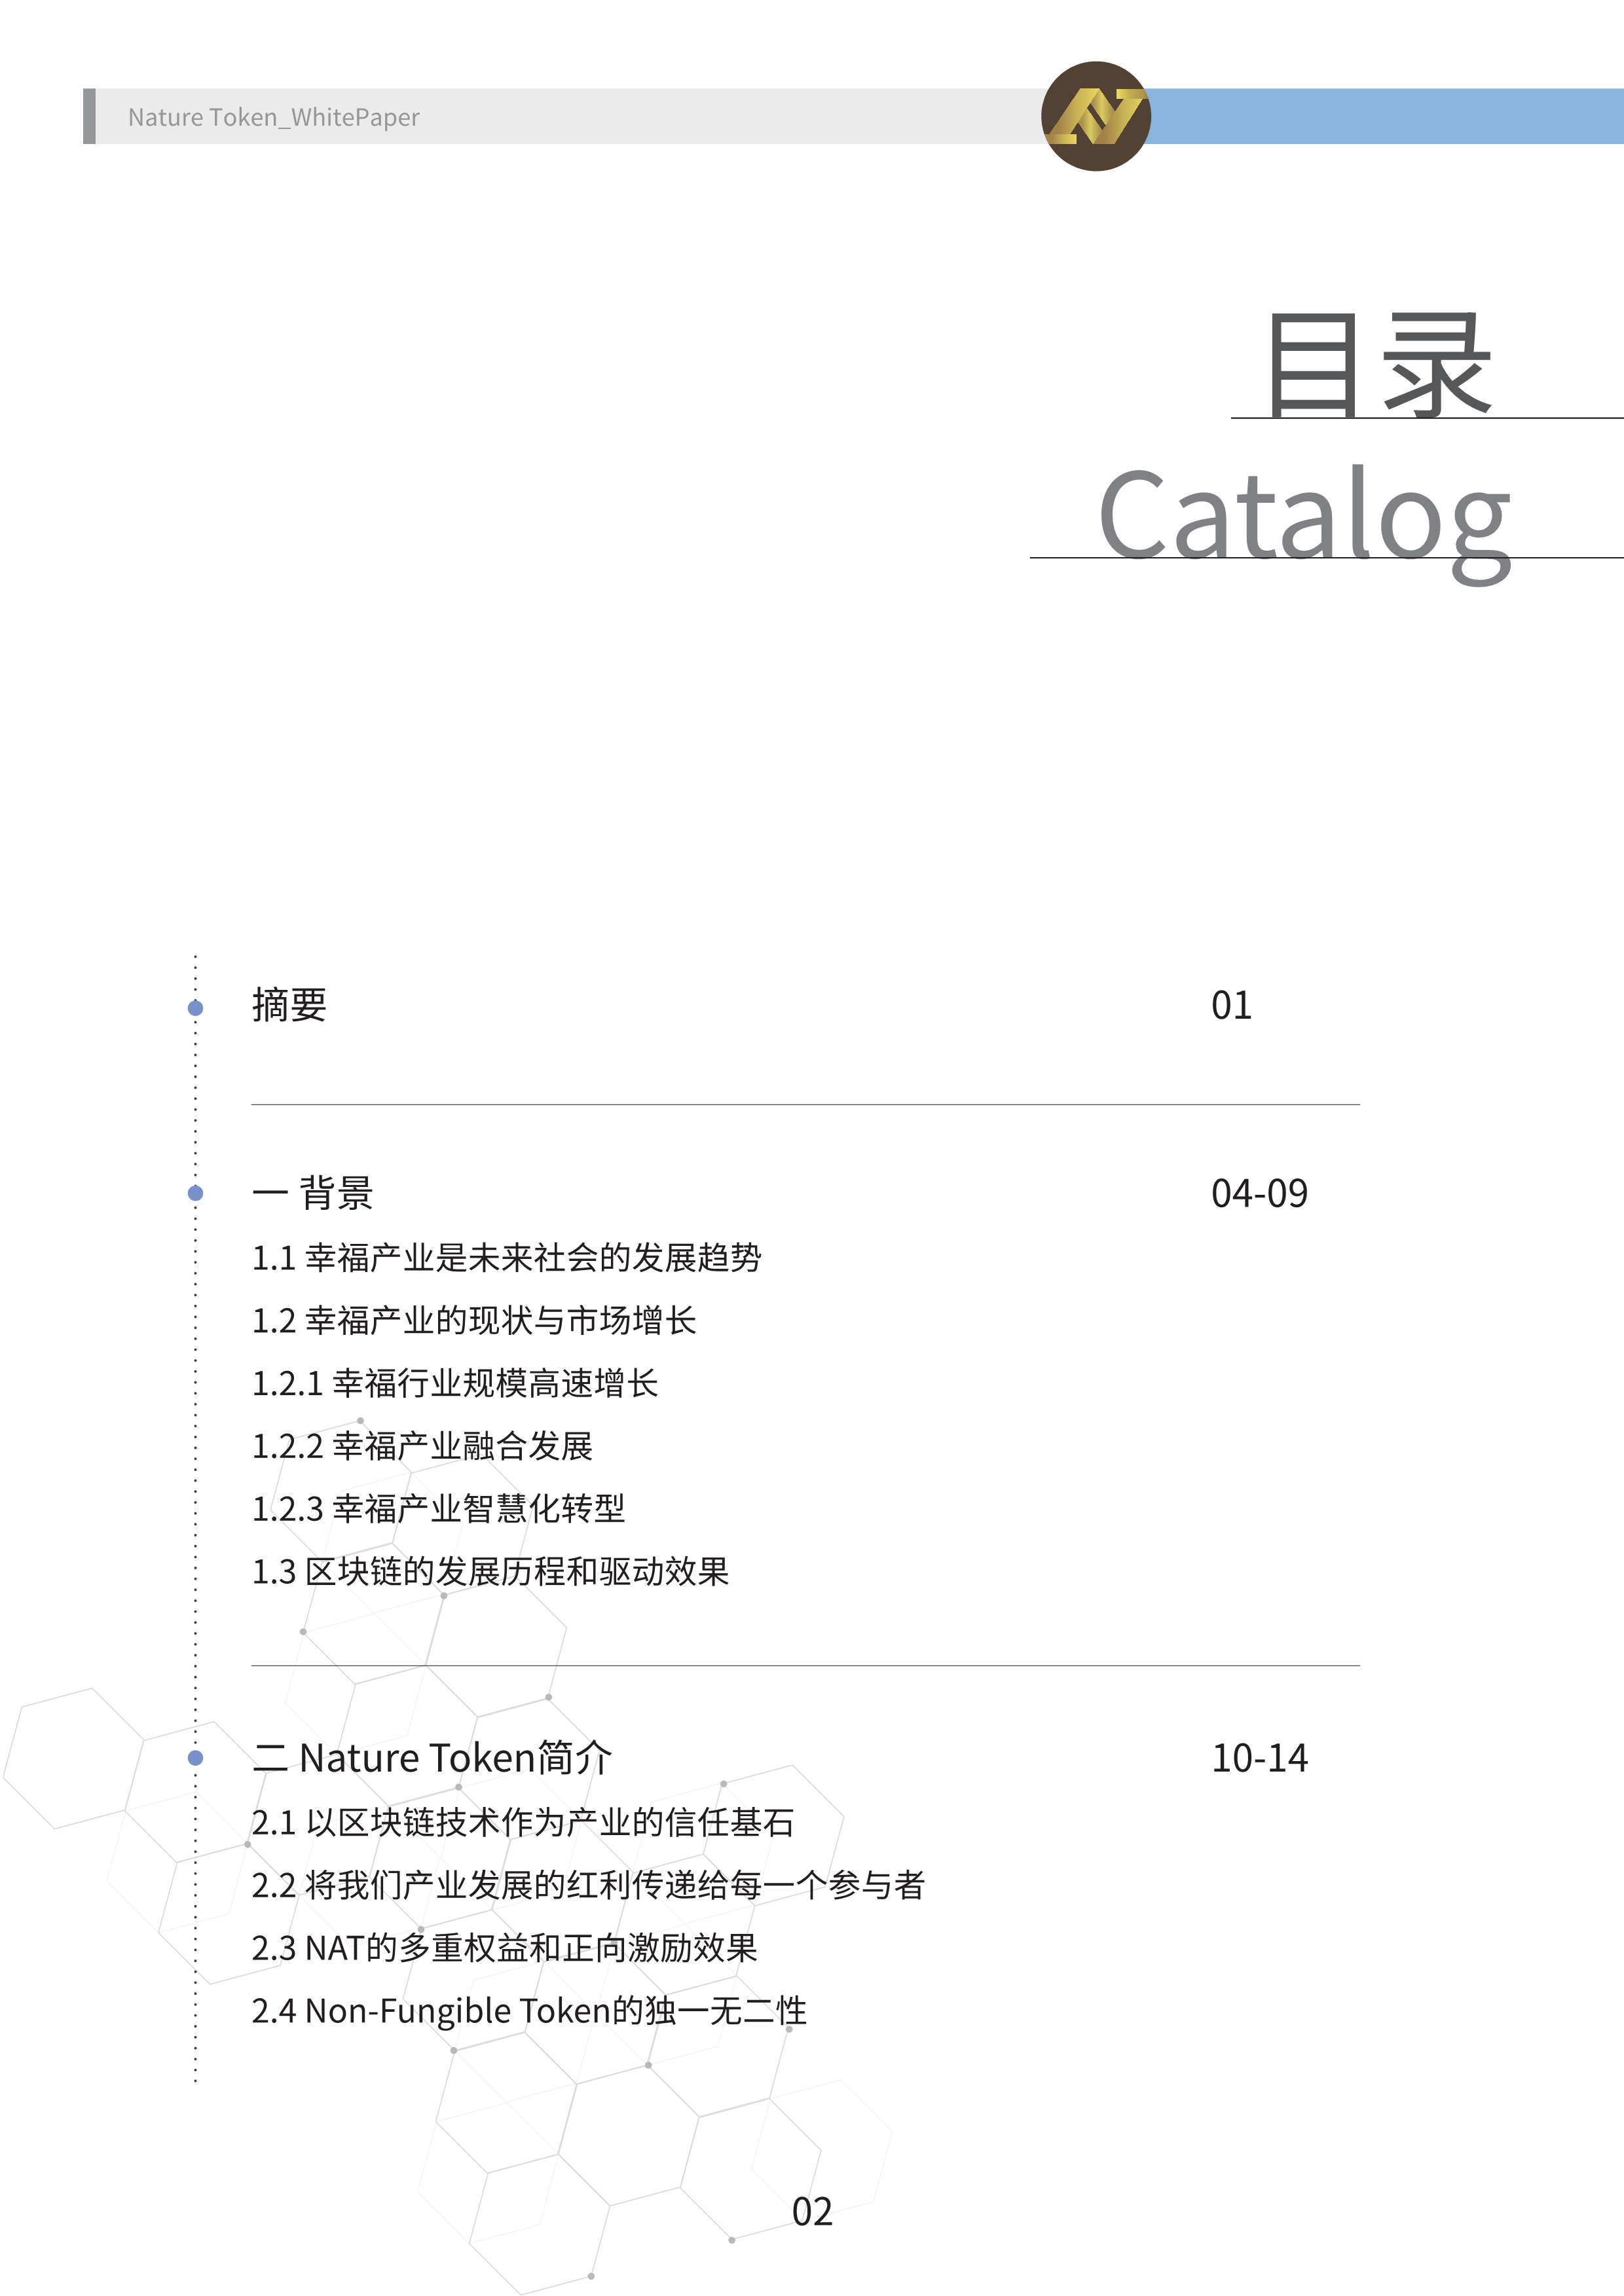 Nature Token_WhitePaper
目录
Catalog
摘要 01
一 背景 04-09
1.1 幸福产业是未来社会的发展趋势
1.2 幸福产业的现状与市场增长
1.2.1 幸福行业规模高速增长
1.2.2 幸福产业融合发展
1.2.3 幸福产业智慧化转型
1.3 区块链的发展历程和驱动效果
二 Nature Token简介 10-14
2.1 以区块链技术作为产业的信任基石
2.2 将我们产业发展的红利传递给每一个参与者
2.3 NAT的多重权益和正向激励效果
2.4 Non-Fungible Token的独一无二性
02